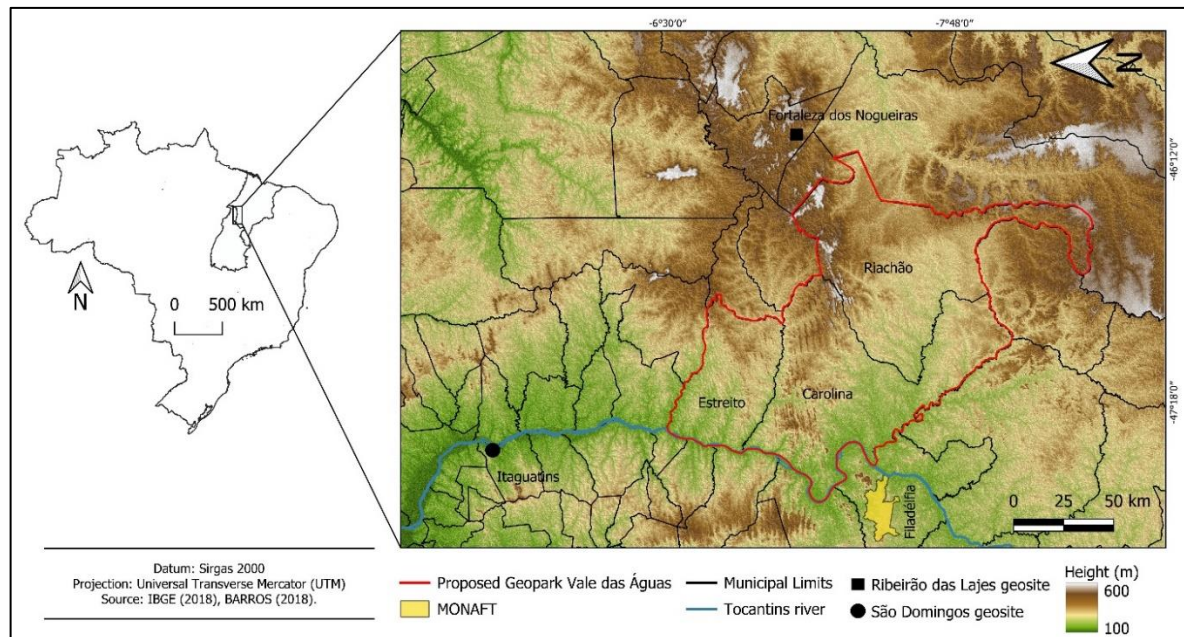 -6°30'0"
-7°48'0"
N
Fortaleza dos Nogueiras
-46°12'0"
Riachão
N
0 500 km
Estreito
Carolina
-47°18'0"
Itaguatins
Filadélfia
0 25 50 km
Datum: Sirgas 2000
Projection: Universal Transverse Mercator (UTM)
Source: IBGE (2018), BARROS (2018).
Proposed Geopark Vale das Águas
MONAFT
Municipal Limits
Tocantins river
Ribeirão das Lajes geosite
São Domingos geosite
Height (m)
600
100